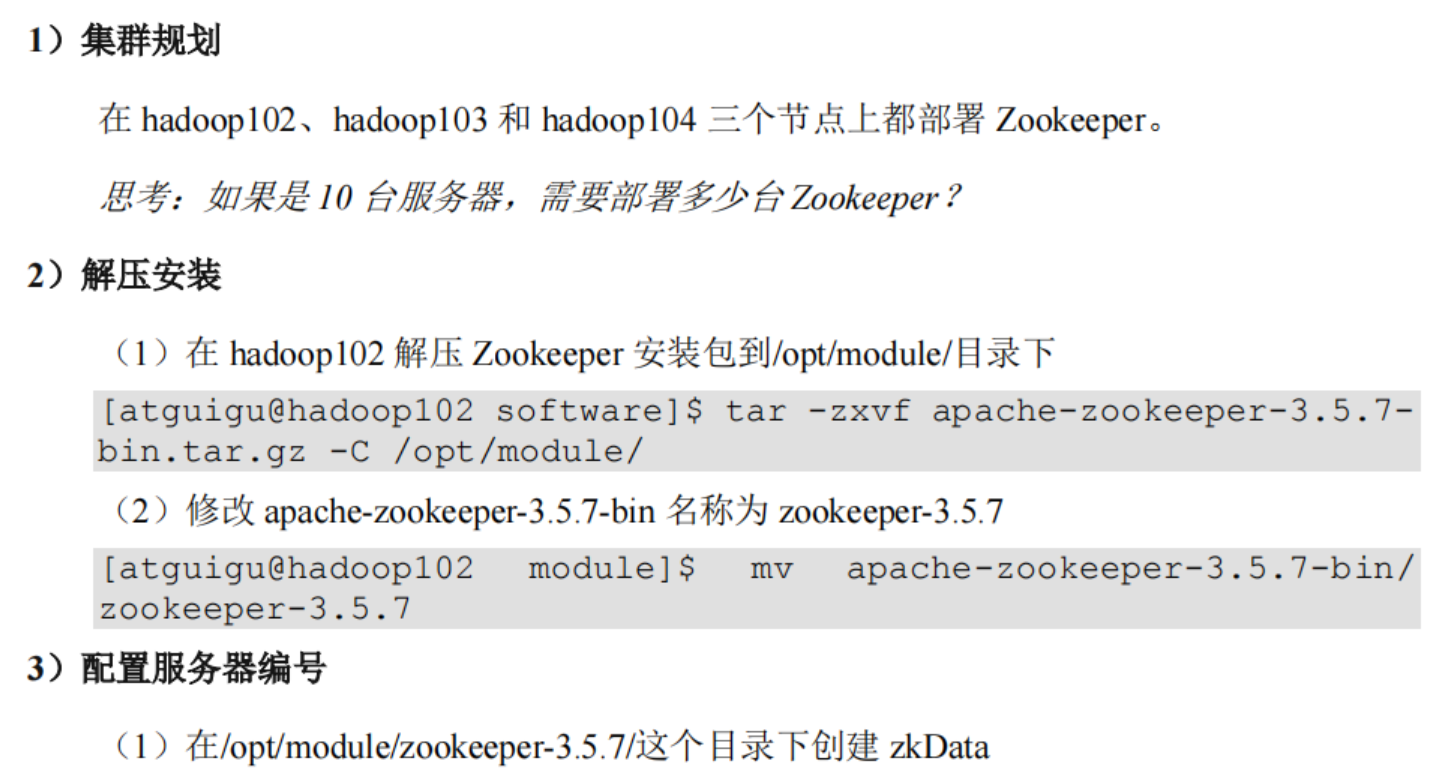 1）集群规划
在 hadoop102、hadoop103 和 hadoop104 三个节点上都部署 Zookeeper。
思考：如果是 10 台服务器，需要部署多少台 Zookeeper？
2）解压安装
（1）在 hadoop102 解压 Zookeeper 安装包到/opt/module/目录下
[atguigu@hadoop102 software]$ tar -zxvf apache-zookeeper-3.5.7-
bin.tar.gz -C /opt/module/
（2）修改 apache-zookeeper-3.5.7-bin 名称为 zookeeper-3.5.7
[atguigu@hadoop102 module]$ mv apache-zookeeper-3.5.7-bin/
zookeeper-3.5.7
3）配置服务器编号
（1）在/opt/module/zookeeper-3.5.7/这个目录下创建 zkData